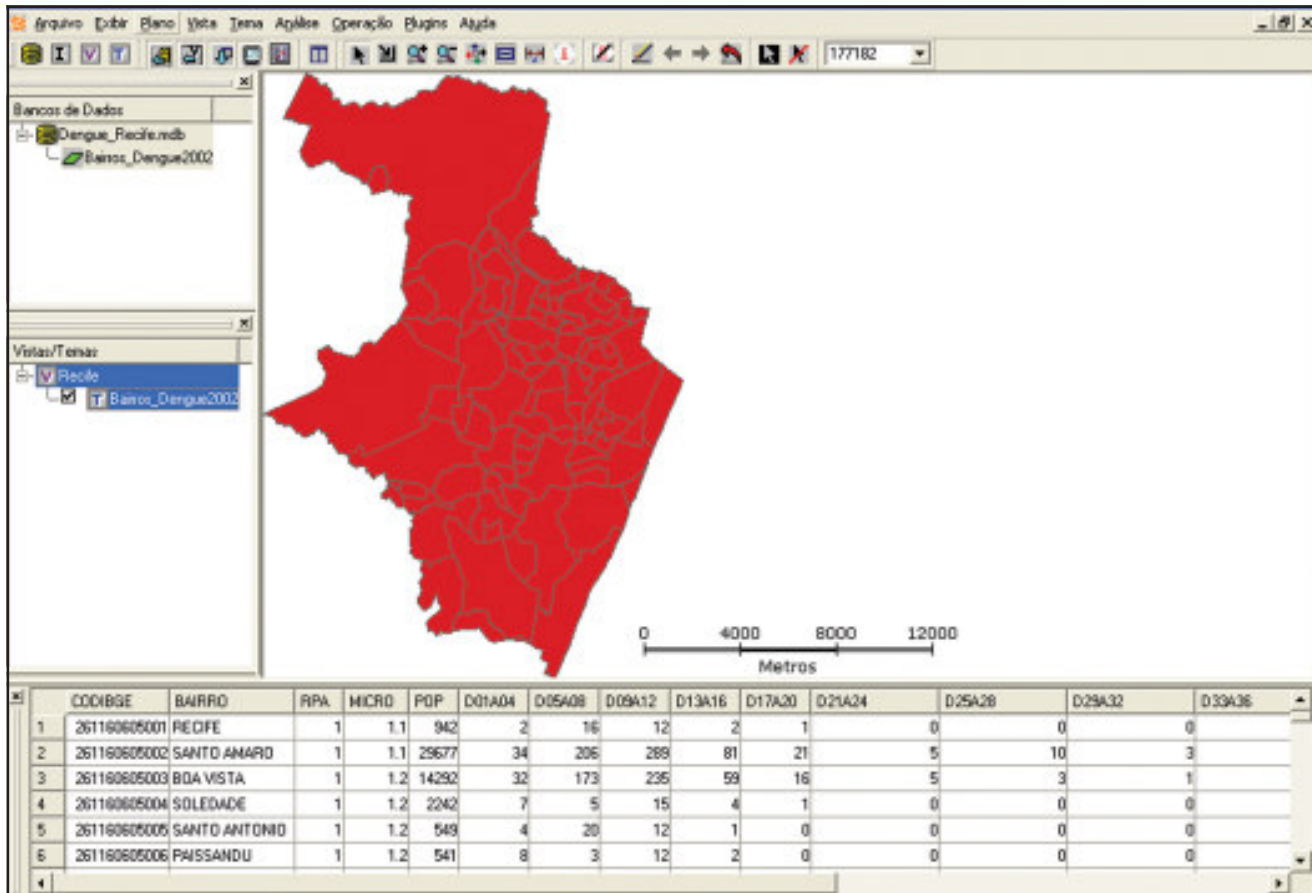 Arquivo Exibir Plano Vista Tema Análise Operação Plugins Ajuda
177182
Bancos de Dados
Dengue_Recife.mdb
Bairros_Dengue2002
Vistas/Temas
Recife
Bairros_Dengue2002
0 4000 8000 12000
Metros
CODIBGE BAIRRO RPA MICRO POP D01A04 D05A08 D09A12 D13A16 D17A20 D21A24 D25A28 D29A32 D33A36
1 261160605001 RECIFE 1 1.1 942 2 16 12 2 1 0 0 0
2 261160605002 SANTO AMARO 1 1.1 29677 34 206 289 81 21 5 10 3
3 261160605003 BOA VISTA 1 1.2 14292 32 173 235 59 16 5 3 1
4 261160605004 SOLEDADE 1 1.2 2242 7 5 15 4 1 0 0 0
5 261160605005 SANTO ANTONIO 1 1.2 549 4 20 12 1 0 0 0 0
6 261160605006 PAISSANDU 1 1.2 541 8 3 12 2 0 0 0 0